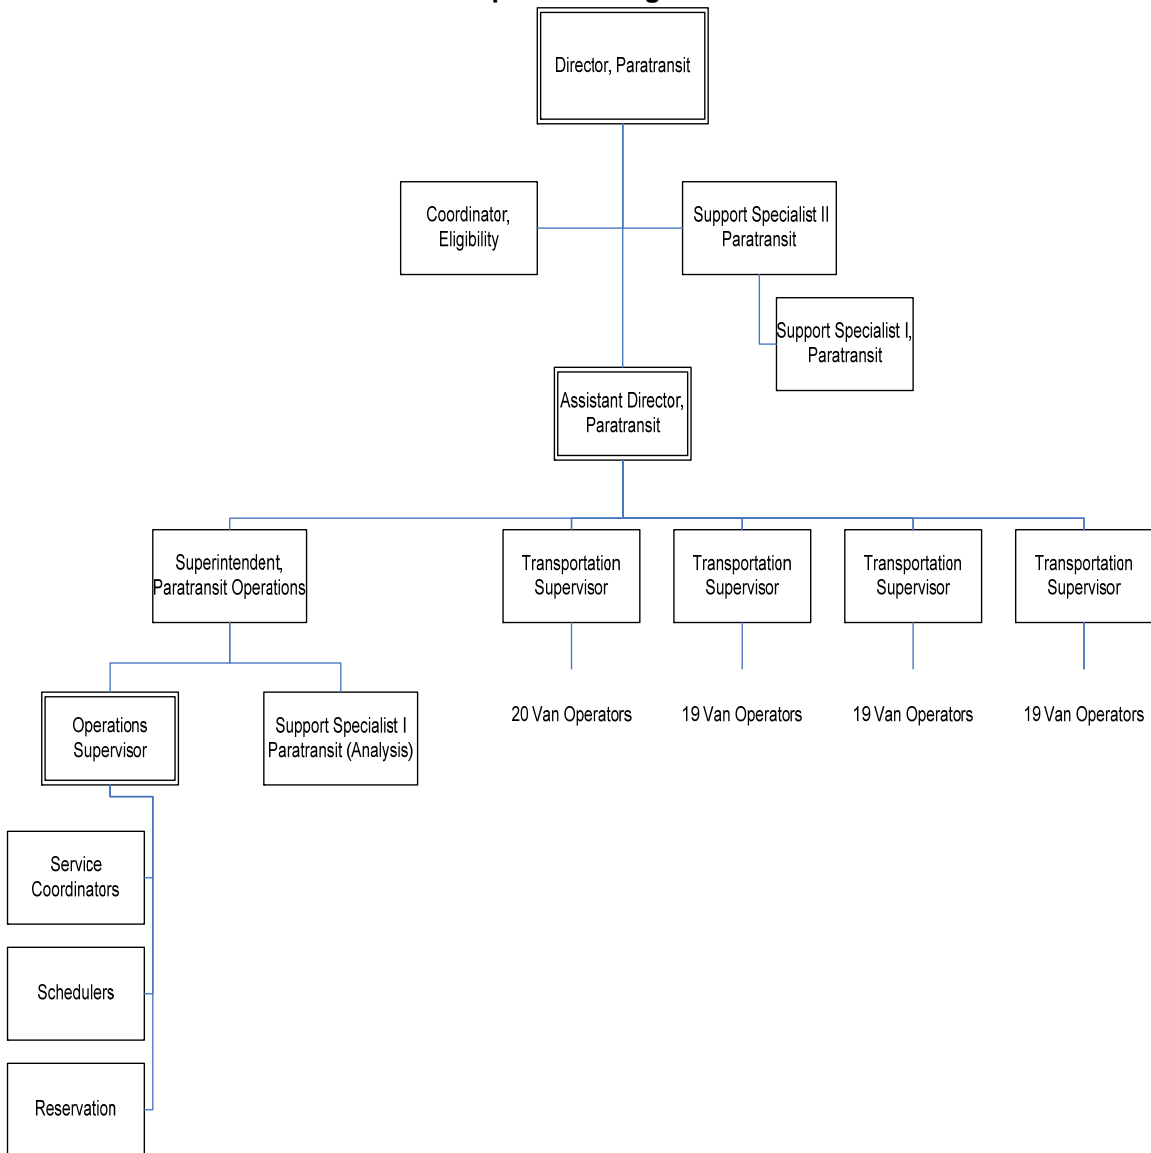 Director, Paratransit
Coordinator,
Eligibility
Support Specialist II
Paratransit
Support Specialist I,
Paratransit
Assistant Director,
Paratransit
Superintendent,
Paratransit Operations
Transportation
Supervisor
Transportation
Supervisor
Transportation
Supervisor
Transportation
Supervisor
Operations
Supervisor
Support Specialist I
Paratransit (Analysis)
20 Van Operators
19 Van Operators
19 Van Operators
19 Van Operators
Service
Coordinators
Schedulers
Reservation